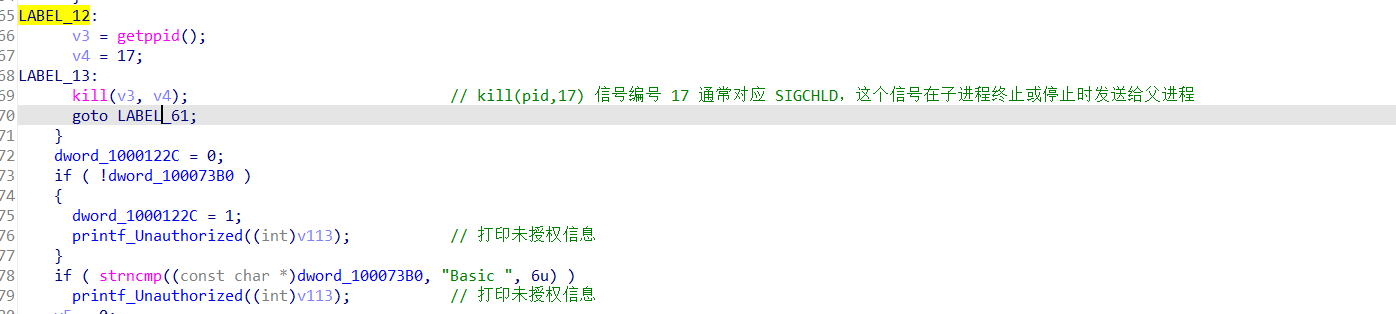 65 LABEL_12:
66 v3 = getppid();
67 v4 = 17;
68 LABEL_13:
69 kill(v3, v4); // kill(pid,17) 信号编号 17 通常对应 SIGCHLD，这个信号在子进程终止或停止时发送给父进程
70 goto LABEL_61;
71 }
72 dword_1000122C = 0;
73 if ( !dword_100073B0 )
74 {
75 dword_1000122C = 1;
76 printf_Unauthorized((int)v113); // 打印未授权信息
77 }
78 if ( strncmp((const char *)dword_100073B0, "Basic ", 6u) )
79 printf_Unauthorized((int)v113); // 打印未授权信息